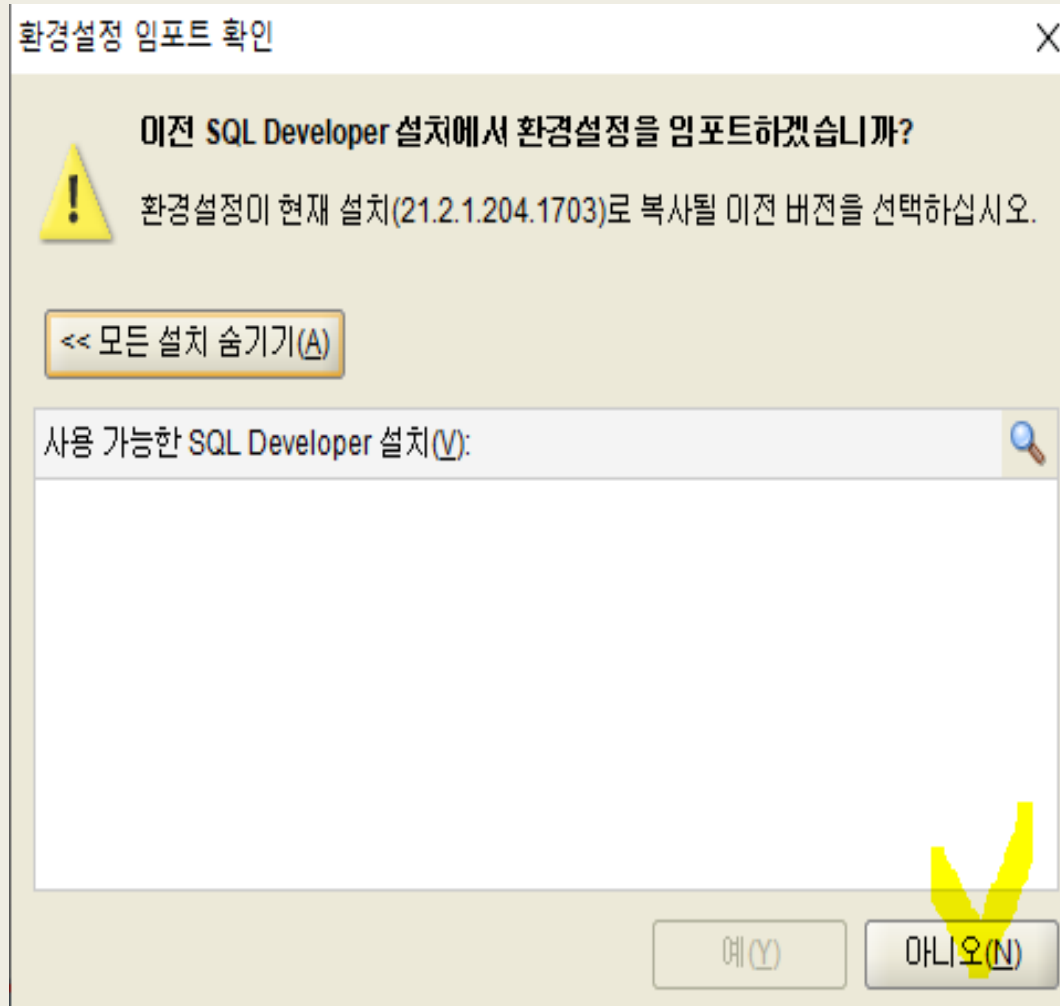 환경설정 임포트 확인
이전 SQL Developer 설치에서 환경설정을 임포트하겠습니까?
환경설정이 현재 설치(21.2.1.204.1703)로 복사될 이전 버전을 선택하십시오.
<< 모든 설치 숨기기(A)
사용 가능한 SQL Developer 설치(V):
예(Y)
아니오(N)